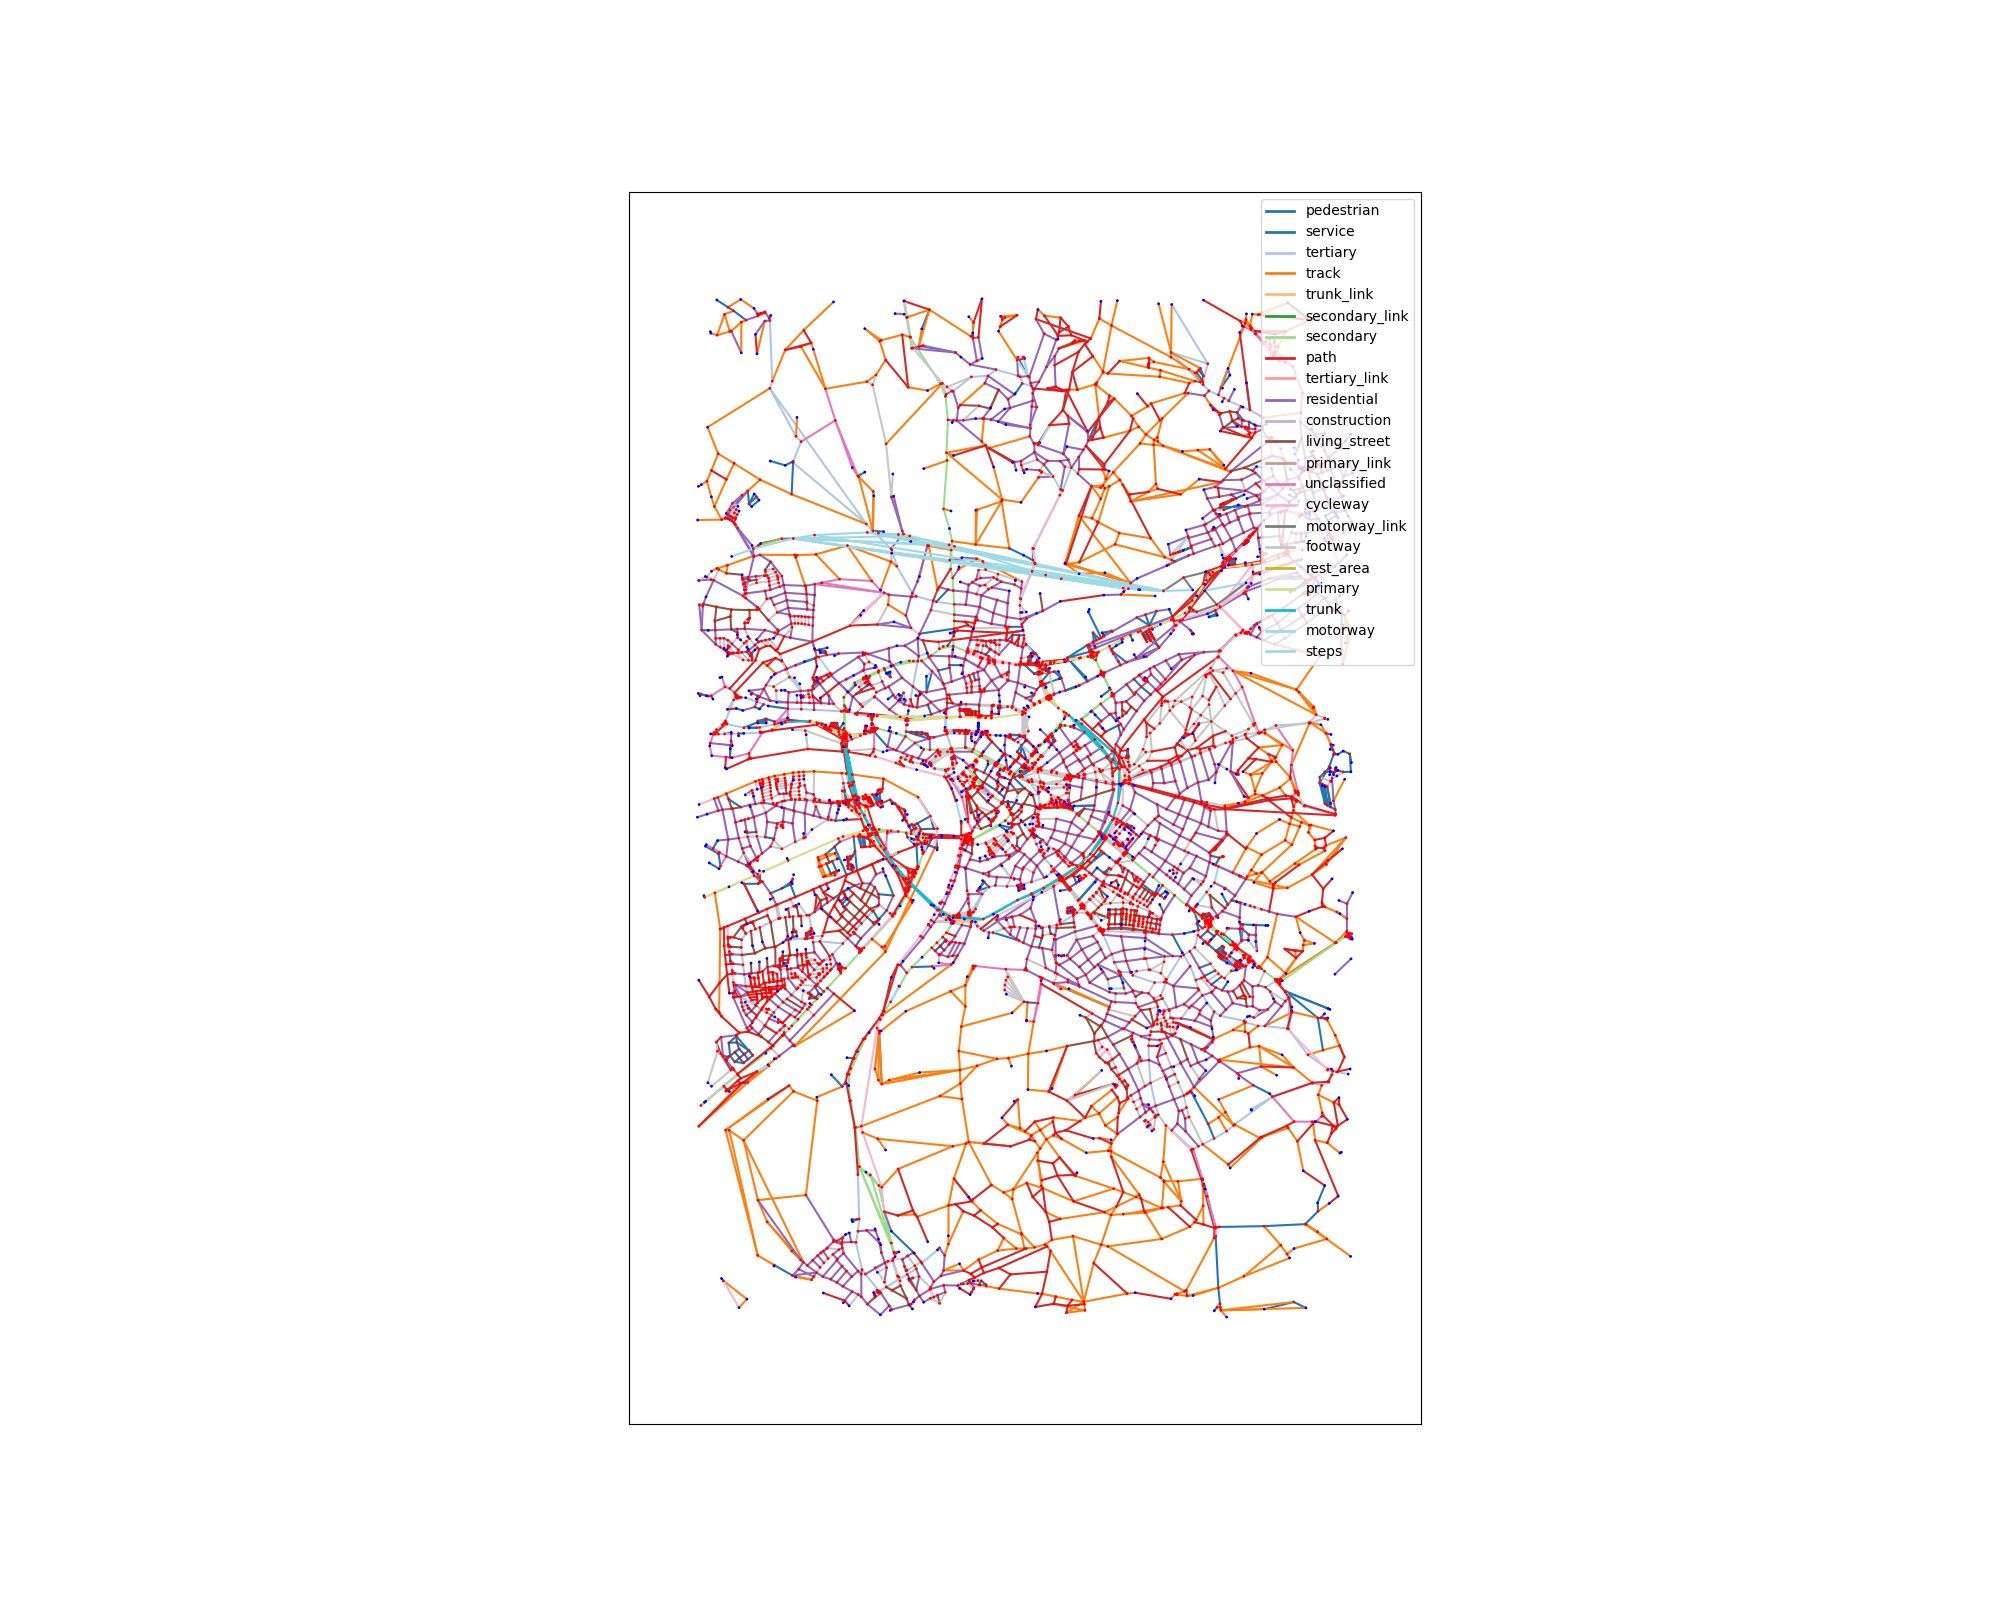 pedestrian
service
tertiary
track
trunk_link
secondary_link
secondary
path
tertiary_link
residential
construction
living_street
primary_link
unclassified
cycleway
motorway_link
footway
rest_area
primary
trunk
motorway
steps